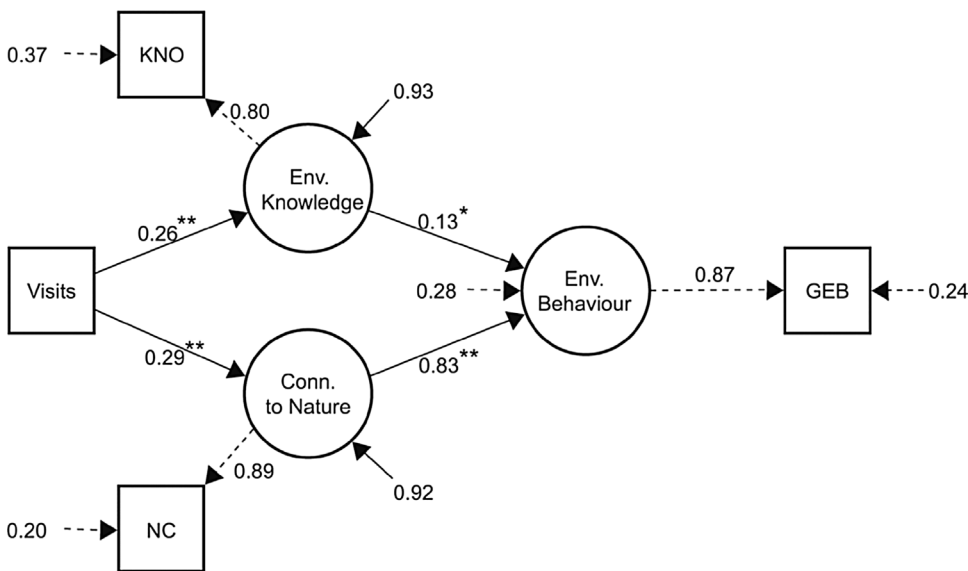 0.37
KNO
0.80
0.93
Env.
Knowledge
0.26**
0.13*
Visits
0.28
Env.
Behaviour
0.87
GEB
0.24
0.29**
0.83**
Conn.
to Nature
0.89
0.92
0.20
NC